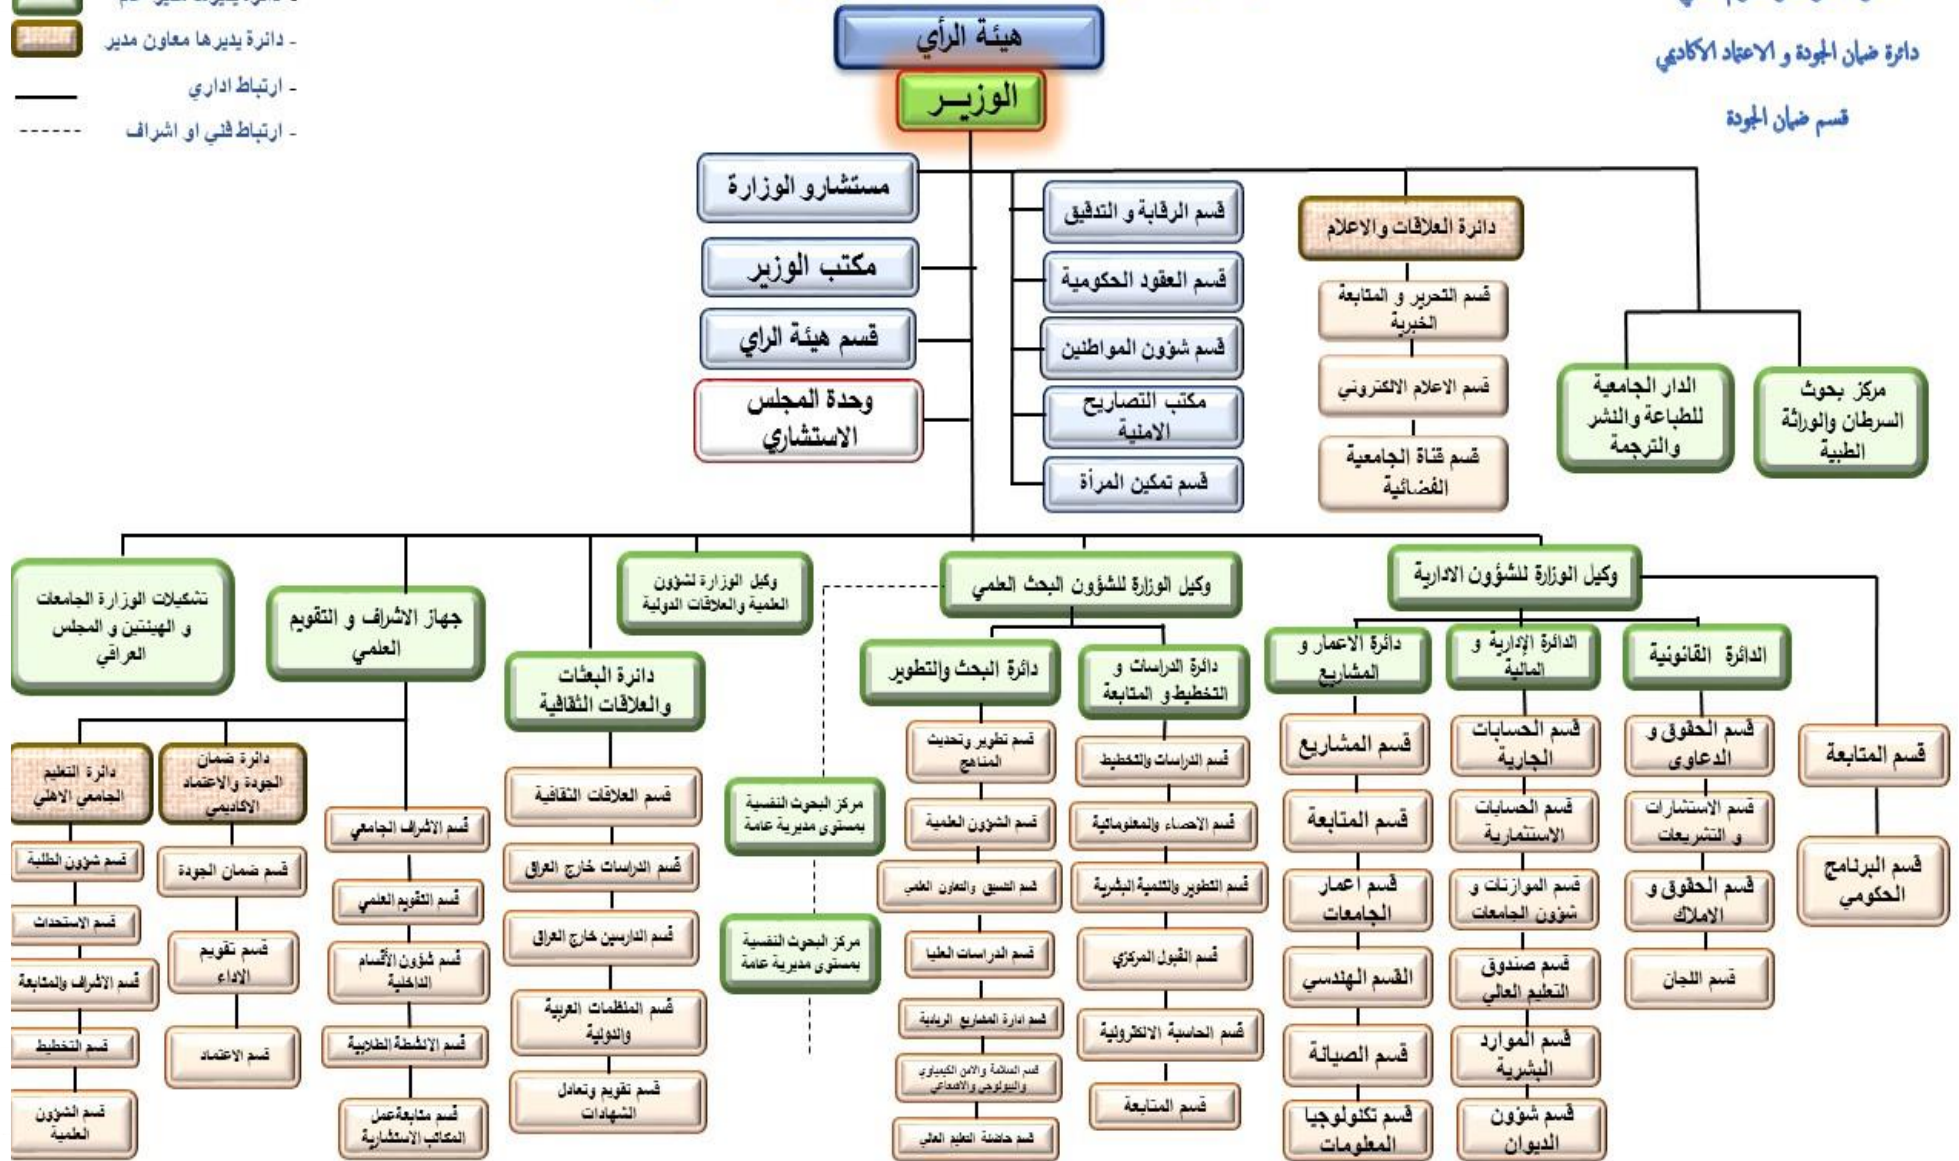 - دائرة يديرها معاون مدير
- ارتباط اداري
- ارتباط فني او اشراف
دائرة ضمان الجودة و الاعتماد الاكاديمي
قسم ضمان الجودة
هيئة الرأي
الوزيــر
مستشارو الوزارة
مكتب الوزير
قسم هيئة الراي
وحدة المجلس
الاستشاري
قسم الرقابة و التدقيق
قسم العقود الحكومية
قسم شؤون المواطنين
مكتب التصاريح
الامنية
قسم تمكين المرأة
دائرة العلاقات والاعلام
قسم التحرير و المتابعة
الخبرية
قسم الاعلام الالكتروني
قسم قناة الجامعية
الفضائية
الدار الجامعية
للطباعة والنشر
والترجمة
مركز بحوث
السرطان والوراثة
الطبية
وكيل الوزارة للشؤون الادارية
قسم المتابعة
قسم البرنامج
الحكومي
الدائرة القانونية
قسم الحقوق و
الدعاوى
قسم الاستشارات
و التشريعات
قسم الحقوق و
الاملاك
قسم اللجان
الدائرة الإدارية و
المالية
قسم الحسابات
الجارية
قسم الحسابات
الاستثمارية
قسم الموازنات و
شؤون الجامعات
قسم صندوق
التعليم العالي
قسم الموارد
البشرية
قسم شؤون
الديوان
دائرة الاعمار و
المشاريع
قسم المشاريع
قسم المتابعة
قسم اعمار
الجامعات
القسم الهندسي
قسم الصيانة
قسم تكنولوجيا
المعلومات
وكيل الوزارة للشؤون البحث العلمي
دائرة الدراسات و
التخطيط و المتابعة
قسم الدراسات والتخطيط
قسم الاحصاء والمعلوماتية
قسم التطوير والتنمية البشرية
قسم القبول المركزي
قسم الحاسبة الالكترونية
قسم المتابعة
دائرة البحث والتطوير
قسم تطوير وتحديث
المناهج
قسم الشؤون العلمية
قسم التنسيق والتعاون العلمي
قسم الدراسات العليا
قسم ادارة المشاريع الريادية
قسم السلامة والامن الكيمياوي
والبيولوجي والاشعاعي
قسم حاضنة التعليم العالي
مركز البحوث النفسية
بمستوى مديرية عامة
مركز البحوث النفسية
بمستوى مديرية عامة
وكيل الوزارة لشؤون
العلمية والعلاقات الدولية
دائرة البعثات
والعلاقات الثقافية
قسم العلاقات الثقافية
قسم الدراسات خارج العراق
قسم الدارسين خارج العراق
قسم المنظمات العربية
والدولية
قسم تقويم وتعادل
الشهادات
جهاز الاشراف و التقويم
العلمي
قسم الاشراف الجامعي
قسم التقويم العلمي
قسم شؤون الأقسام
الداخلية
قسم الانشطة الطلابية
قسم متابعة عمل
المكاتب الاستشارية
دائرة ضمان
الجودة والاعتماد
الاكاديمي
قسم ضمان الجودة
قسم تقويم
الاداء
قسم الاعتماد
دائرة التعليم
الجامعي الاهلي
قسم شؤون الطلبة
قسم الاستحداث
قسم الاشراف والمتابعة
قسم التخطيط
قسم الشؤون
العلمية
تشكيلات الوزارة الجامعات
و الهيئتين و المجلس
العراقي